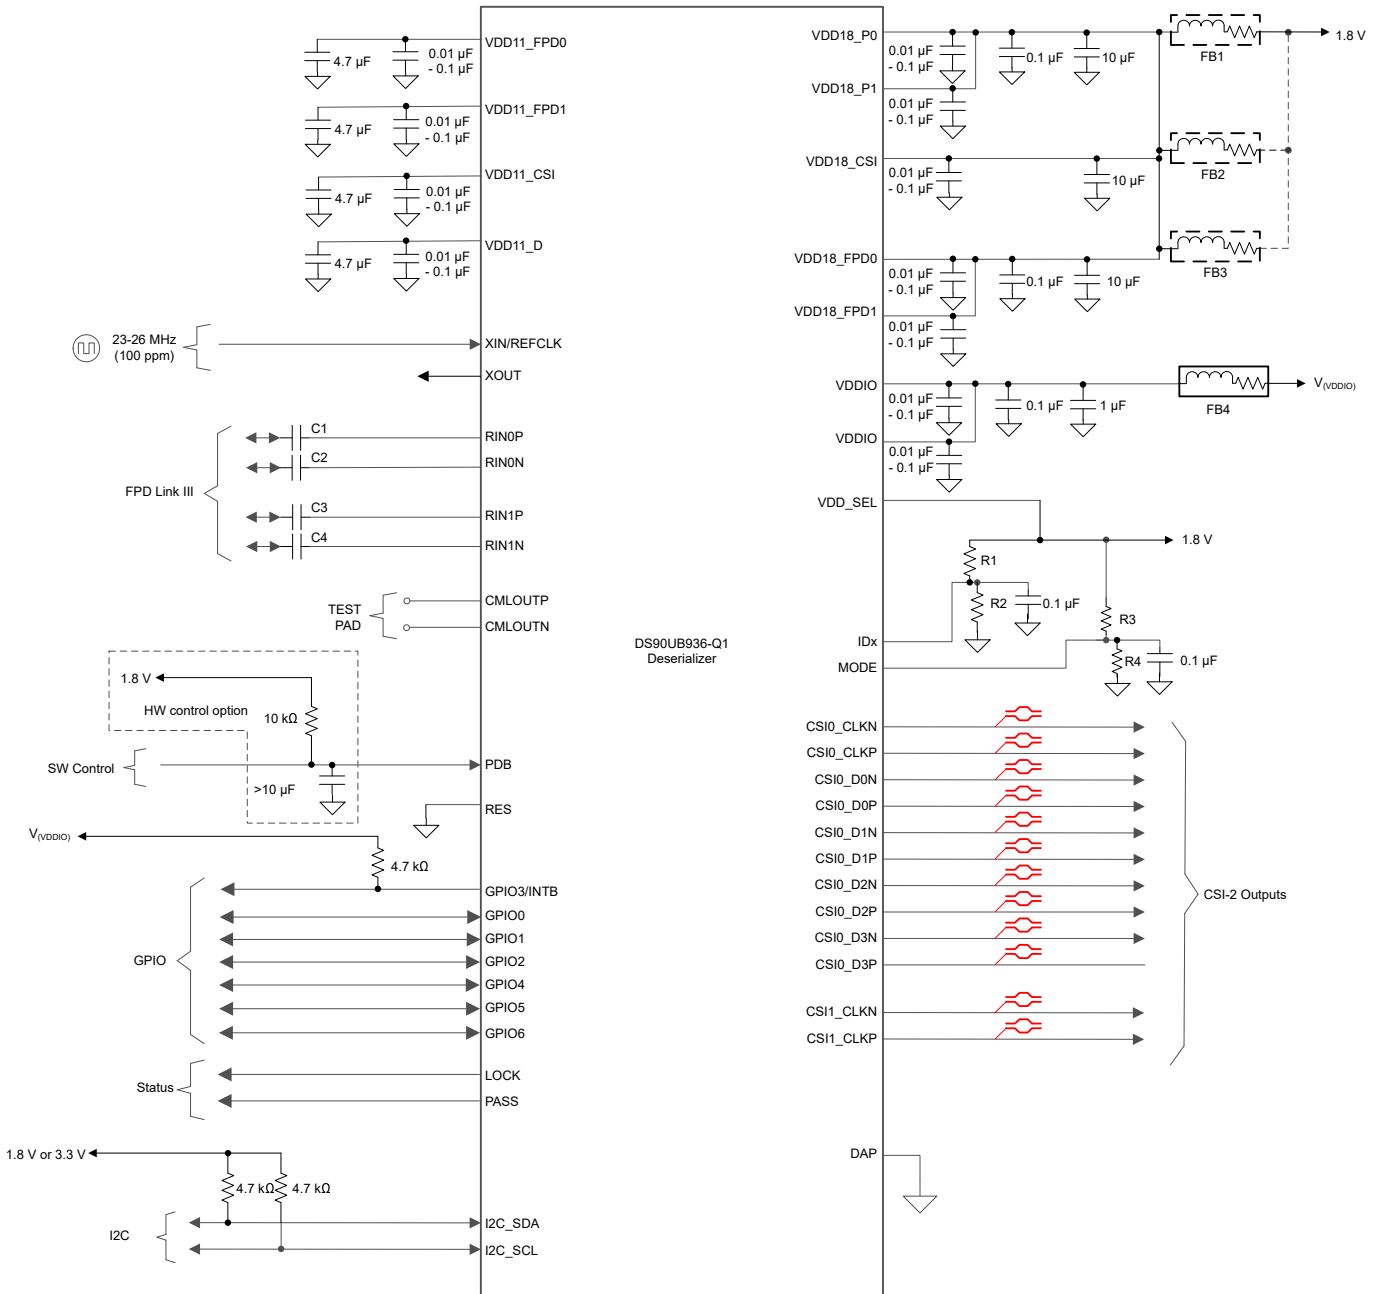 VDD11_FPD0
4.7 µF
0.01 µF
- 0.1 µF
VDD11_FPD1
4.7 µF
0.01 µF
- 0.1 µF
VDD11_CSI
4.7 µF
0.01 µF
- 0.1 µF
VDD11_D
4.7 µF
0.01 µF
- 0.1 µF
23-26 MHz
(100 ppm)
XIN/REFCLK
XOUT
FPD Link III
C1
RIN0P
C2
RIN0N
C3
RIN1P
C4
RIN1N
TEST
PAD
CMLOUTP
CMLOUTN
1.8 V
HW control option
10 kΩ
SW Control
>10 µF
PDB
RES
V(VDDIO)
4.7 kΩ
GPIO
GPIO3/INTB
GPIO0
GPIO1
GPIO2
GPIO4
GPIO5
GPIO6
Status
LOCK
PASS
1.8 V or 3.3 V
4.7 kΩ
4.7 kΩ
I2C
I2C_SDA
I2C_SCL
DS90UB936-Q1
Deserializer
VDD18_P0
0.01 µF
- 0.1 µF
0.1 µF
10 µF
FB1
1.8 V
VDD18_P1
0.01 µF
- 0.1 µF
VDD18_CSI
0.01 µF
- 0.1 µF
10 µF
FB2
VDD18_FPD0
0.01 µF
- 0.1 µF
0.1 µF
10 µF
FB3
VDD18_FPD1
0.01 µF
- 0.1 µF
VDDIO
0.01 µF
- 0.1 µF
0.1 µF
1 µF
FB4
V(VDDIO)
VDDIO
0.01 µF
- 0.1 µF
VDD_SEL
1.8 V
R1
R2
0.1 µF
R3
IDx
MODE
R4
0.1 µF
CSI0_CLKN
CSI0_CLKP
CSI0_D0N
CSI0_D0P
CSI0_D1N
CSI0_D1P
CSI0_D2N
CSI0_D2P
CSI0_D3N
CSI0_D3P
CSI1_CLKN
CSI1_CLKP
CSI-2 Outputs
DAP